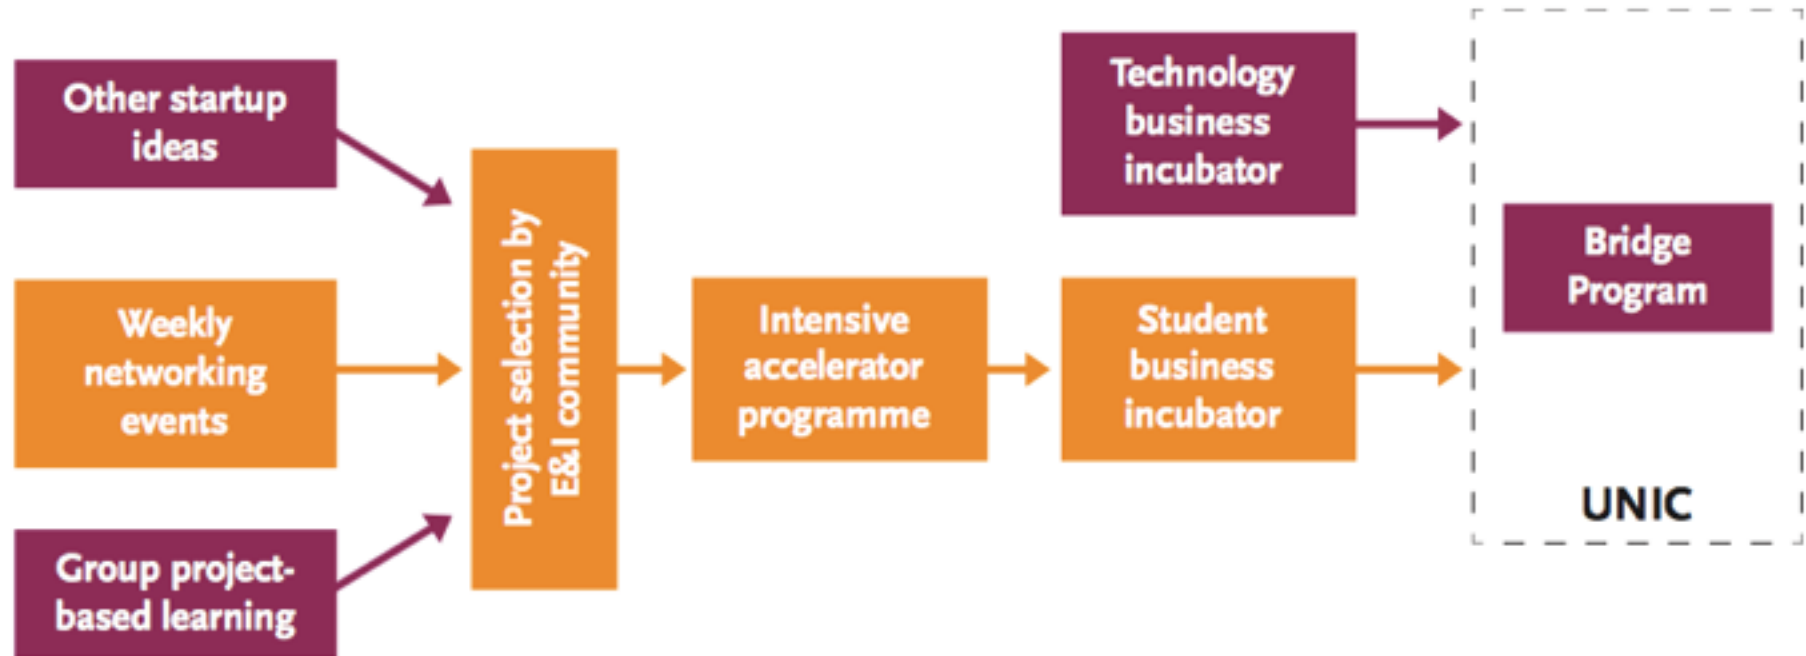 Other startup
ideas
Weekly
networking
events
Group project-
based learning
Project selection by
E&I community
Intensive
accelerator
programme
Technology
business
incubator
Student
business
incubator
Bridge
Program
UNIC